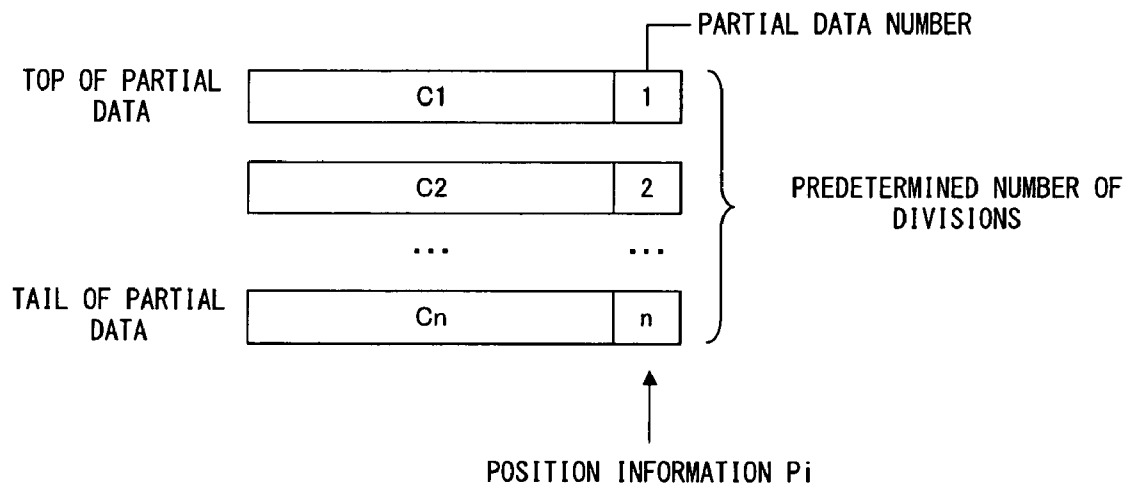 PARTIAL DATA NUMBER
TOP OF PARTIAL
DATA
C1
1
C2
2
PREDETERMINED NUMBER OF
DIVISIONS
...
...
TAIL OF PARTIAL
DATA
Cn
n
POSITION INFORMATION Pi